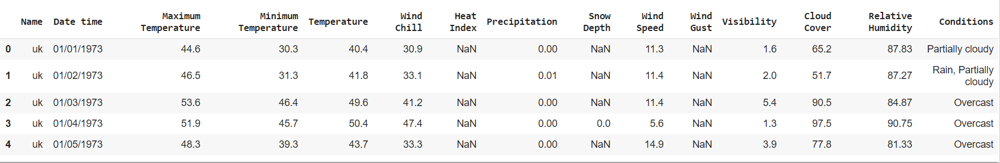 Name Date time Maximum Temperature Minimum Temperature Temperature Wind Chill Heat Index Precipitation Snow Depth Wind Speed Wind Gust Visibility Cloud Cover Relative Humidity Conditions
0 uk 01/01/1973 44.6 30.3 40.4 30.9 NaN 0.00 NaN 11.3 NaN 1.6 65.2 87.83 Partially cloudy
1 uk 01/02/1973 46.5 31.3 41.8 33.1 NaN 0.01 NaN 11.4 NaN 2.0 51.7 87.27 Rain, Partially cloudy
2 uk 01/03/1973 53.6 46.4 49.6 41.2 NaN 0.00 NaN 11.4 NaN 5.4 90.5 84.87 Overcast
3 uk 01/04/1973 51.9 45.7 50.4 47.4 NaN 0.00 0.0 5.6 NaN 1.3 97.5 90.75 Overcast
4 uk 01/05/1973 48.3 39.3 43.7 33.3 NaN 0.00 NaN 14.9 NaN 3.9 77.8 81.33 Overcast